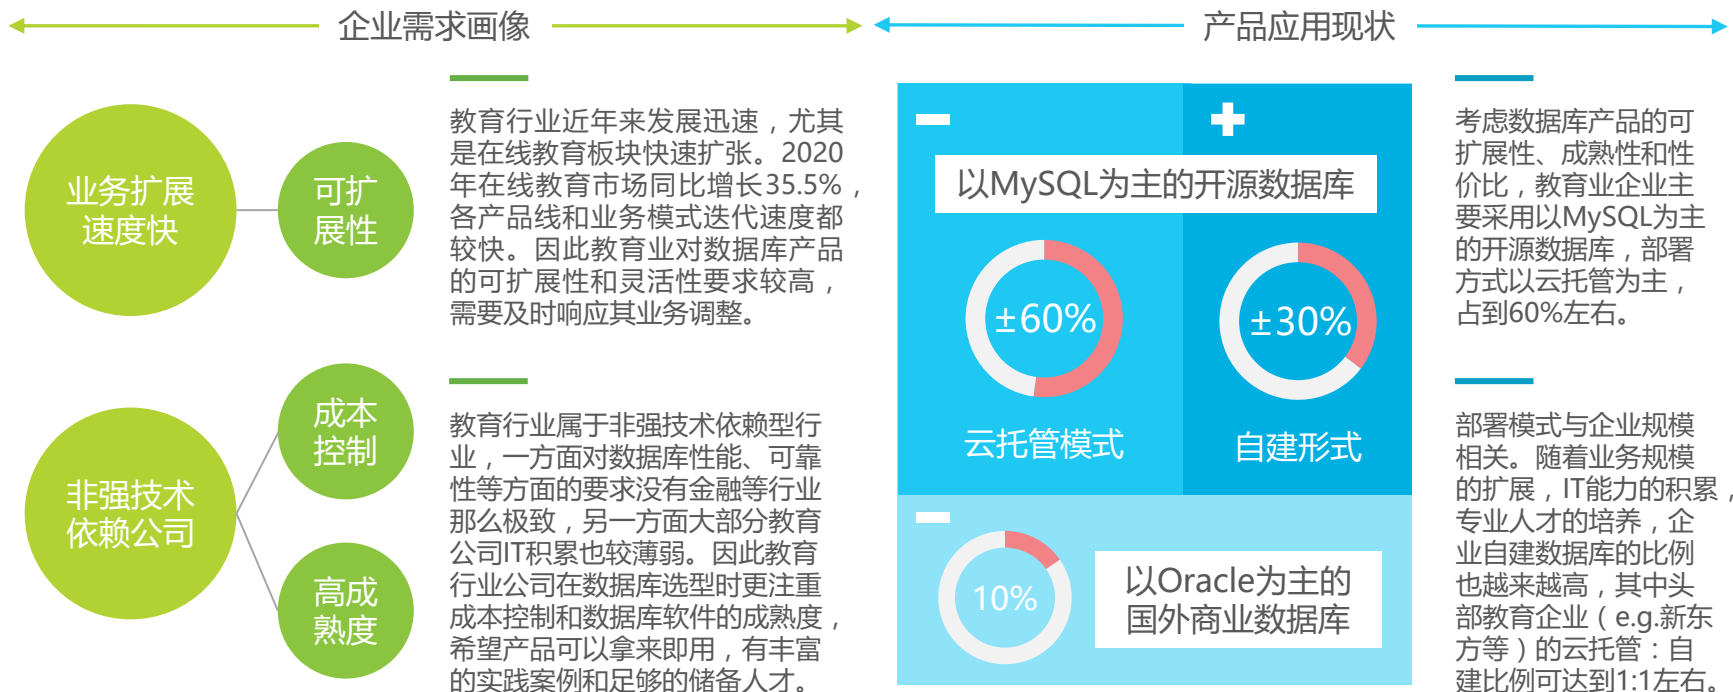 企业需求画像
业务扩展
速度快
可扩
展性
教育行业近年来发展迅速，尤其
是在线教育板块快速扩张。2020
年在线教育市场同比增长35.5%，
各产品线和业务模式迭代速度都
较快。因此教育业对数据库产品
的可扩展性和灵活性要求较高，
需要及时响应其业务调整。
非强技术
依赖公司
成本
控制
高成
熟度
教育行业属于非强技术依赖型行
业，一方面对数据库性能、可靠
性等方面的要求没有金融等行业
那么极致，另一方面大部分教育
公司IT积累也较薄弱。因此教育
行业公司在数据库选型时更注重
成本控制和数据库软件的成熟度，
希望产品可以拿来即用，有丰富
的实践案例和足够的储备人才。
产品应用现状
以MySQL为主的开源数据库
±60%
±30%
云托管模式
自建形式
10%
以Oracle为主的
国外商业数据库
考虑数据库产品的可
扩展性、成熟性和性
价比，教育业企业主
要采用以MySQL为主
的开源数据库，部署
方式以云托管为主，
占到60%左右。
部署模式与企业规模
相关。随着业务规模
的扩展，IT能力的积累，
专业人才的培养，企
业自建数据库的比例
也越来越高，其中头
部教育企业（e.g.新东
方等）的云托管：自
建比例可达到1:1左右。